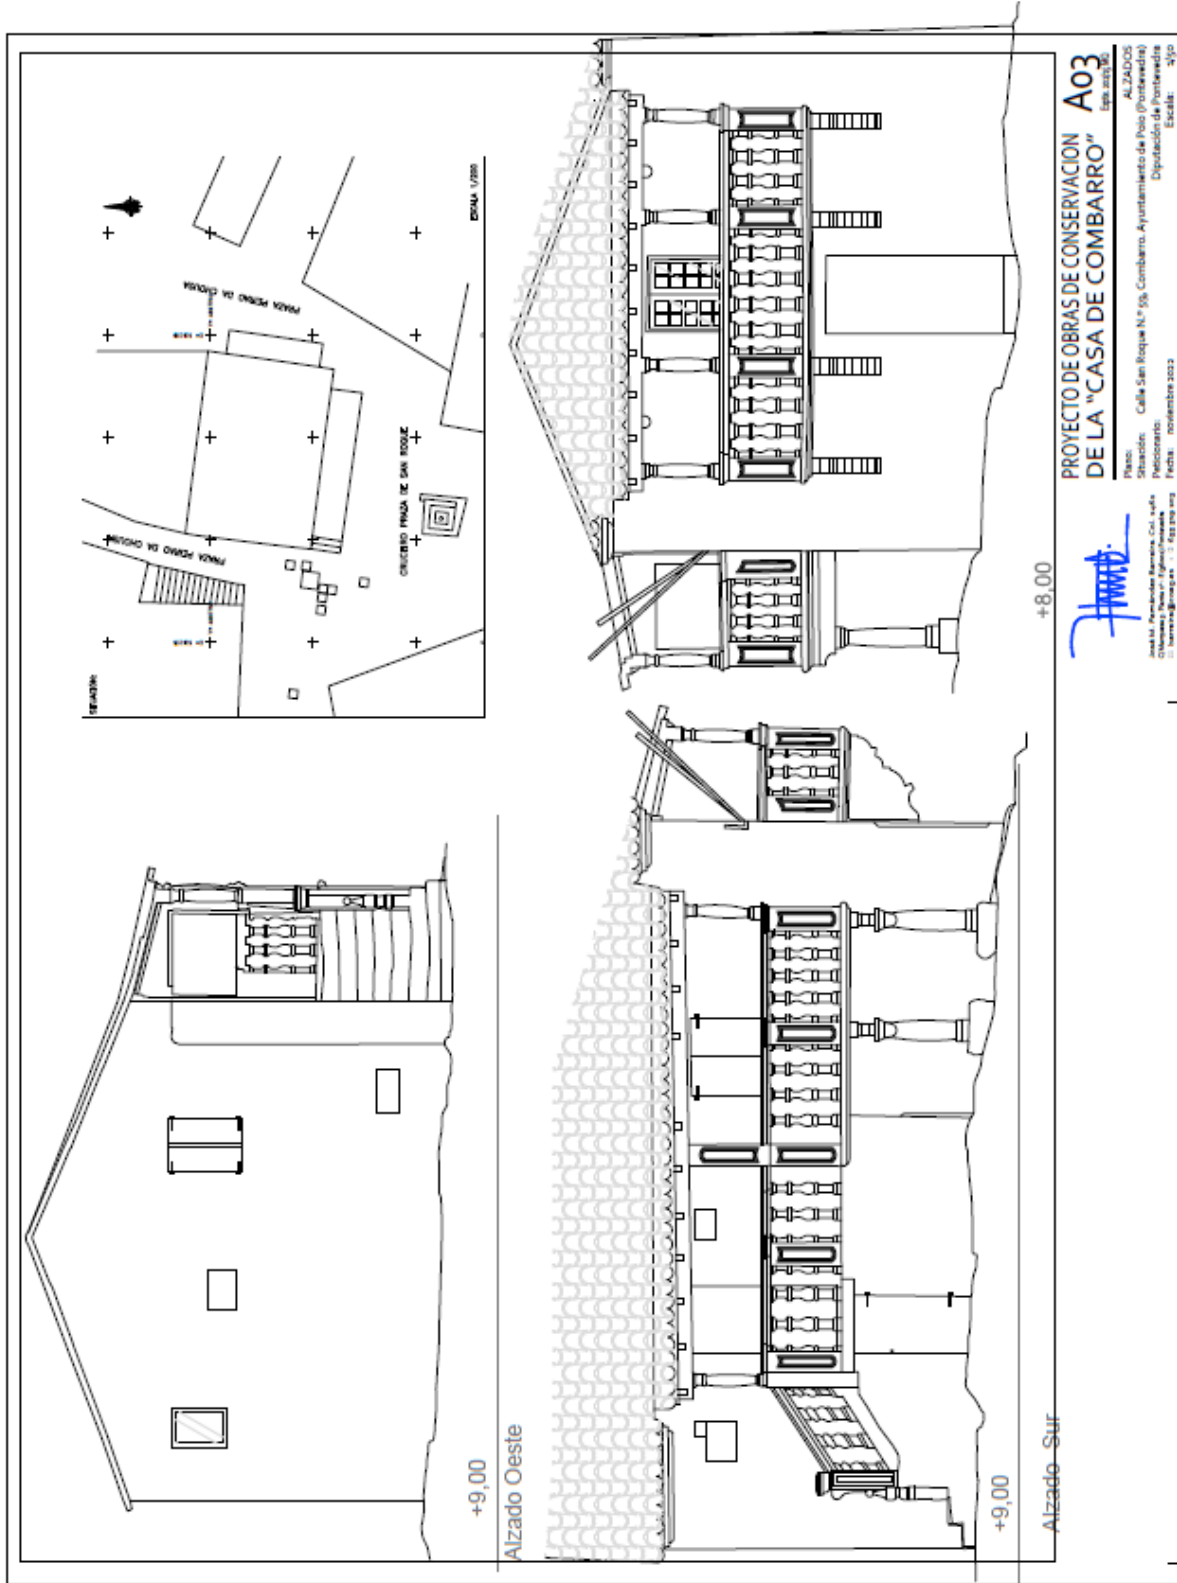 SITUACION:
PRAZA PEIRAO DA CHOUSA
PRAZA PEIRAO DA CHOUSA
CRUCEIRO PRAZA DE SAN ROQUE
ESCALA 1/200
+9,00
Alzado Oeste
+9,00
Alzado Sur
+8,00
PROYECTO DE OBRAS DE CONSERVACION
DE LA "CASA DE COMBARRO"
A03
Plano: ALZADOS
Situación: Calle San Roque N.º 59, Combarro. Ayuntamiento de Poio (Pontevedra)
Peticionario: Diputación de Pontevedra
Fecha: noviembre 2022 Escala: 1/50